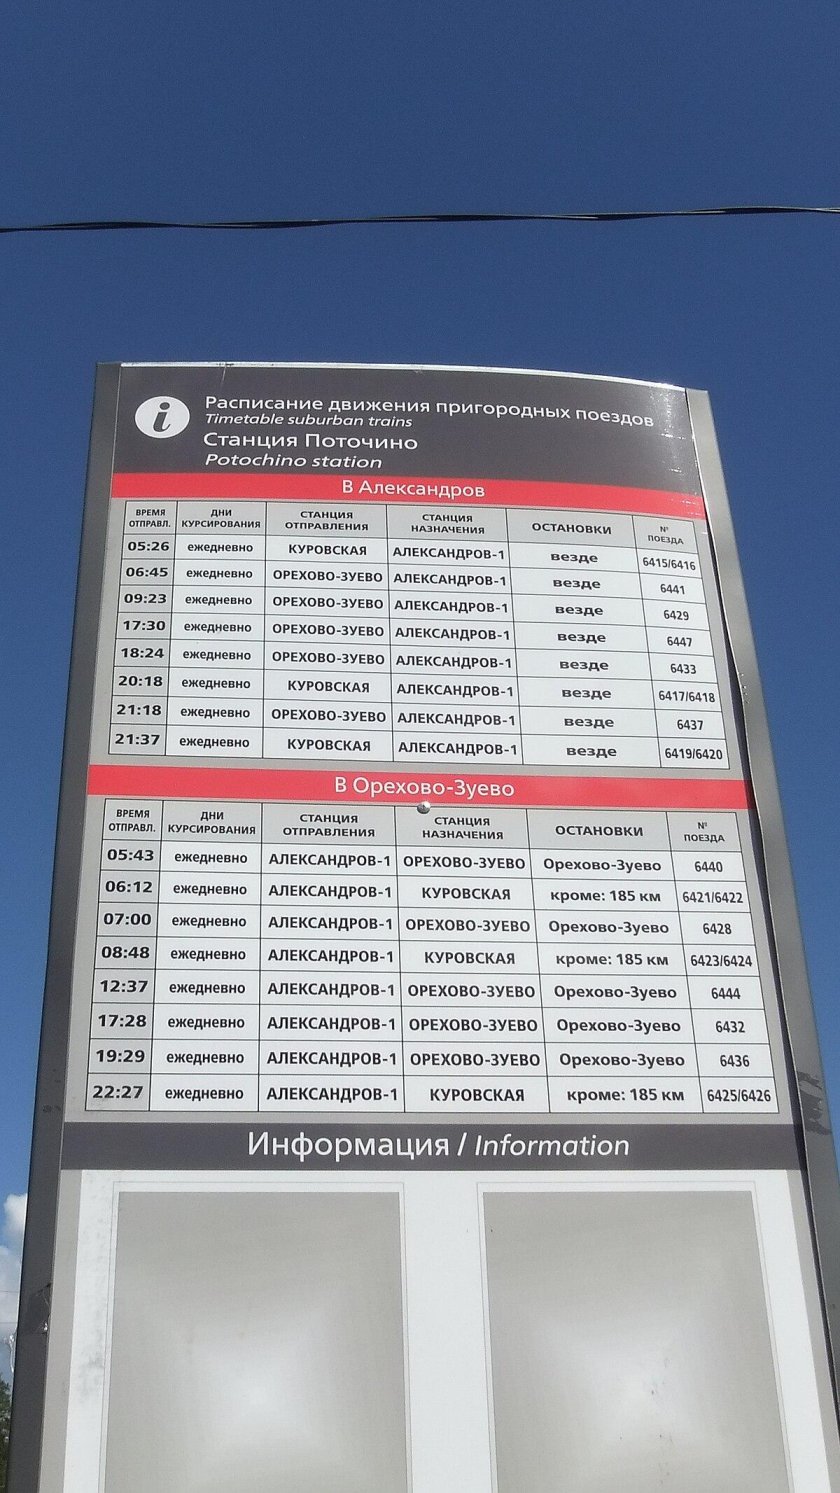 i
Расписание движения пригородных поездов
Timetable suburban trains
Станция Поточино
Potochino station
В Александров
ВРЕМЯ ОТПРАВЛ. ДНИ КУРСИРОВАНИЯ СТАНЦИЯ ОТПРАВЛЕНИЯ СТАНЦИЯ НАЗНАЧЕНИЯ ОСТАНОВКИ № ПОЕЗДА
05:26 ежедневно КУРОВСКАЯ АЛЕКСАНДРОВ-1 везде 6415/6416
06:45 ежедневно ОРЕХОВО-ЗУЕВО АЛЕКСАНДРОВ-1 везде 6441
09:23 ежедневно ОРЕХОВО-ЗУЕВО АЛЕКСАНДРОВ-1 везде 6429
17:30 ежедневно ОРЕХОВО-ЗУЕВО АЛЕКСАНДРОВ-1 везде 6447
18:24 ежедневно ОРЕХОВО-ЗУЕВО АЛЕКСАНДРОВ-1 везде 6433
20:18 ежедневно КУРОВСКАЯ АЛЕКСАНДРОВ-1 везде 6417/6418
21:18 ежедневно ОРЕХОВО-ЗУЕВО АЛЕКСАНДРОВ-1 везде 6437
21:37 ежедневно КУРОВСКАЯ АЛЕКСАНДРОВ-1 везде 6419/6420
В Орехово-Зуево
ВРЕМЯ ОТПРАВЛ. ДНИ КУРСИРОВАНИЯ СТАНЦИЯ ОТПРАВЛЕНИЯ СТАНЦИЯ НАЗНАЧЕНИЯ ОСТАНОВКИ № ПОЕЗДА
05:43 ежедневно АЛЕКСАНДРОВ-1 ОРЕХОВО-ЗУЕВО Орехово-Зуево 6440
06:12 ежедневно АЛЕКСАНДРОВ-1 КУРОВСКАЯ кроме: 185 км 6421/6422
07:00 ежедневно АЛЕКСАНДРОВ-1 ОРЕХОВО-ЗУЕВО Орехово-Зуево 6428
08:48 ежедневно АЛЕКСАНДРОВ-1 КУРОВСКАЯ кроме: 185 км 6423/6424
12:37 ежедневно АЛЕКСАНДРОВ-1 ОРЕХОВО-ЗУЕВО Орехово-Зуево 6444
17:28 ежедневно АЛЕКСАНДРОВ-1 ОРЕХОВО-ЗУЕВО Орехово-Зуево 6432
19:29 ежедневно АЛЕКСАНДРОВ-1 ОРЕХОВО-ЗУЕВО Орехово-Зуево 6436
22:27 ежедневно АЛЕКСАНДРОВ-1 КУРОВСКАЯ кроме: 185 км 6425/6426
Информация / Information